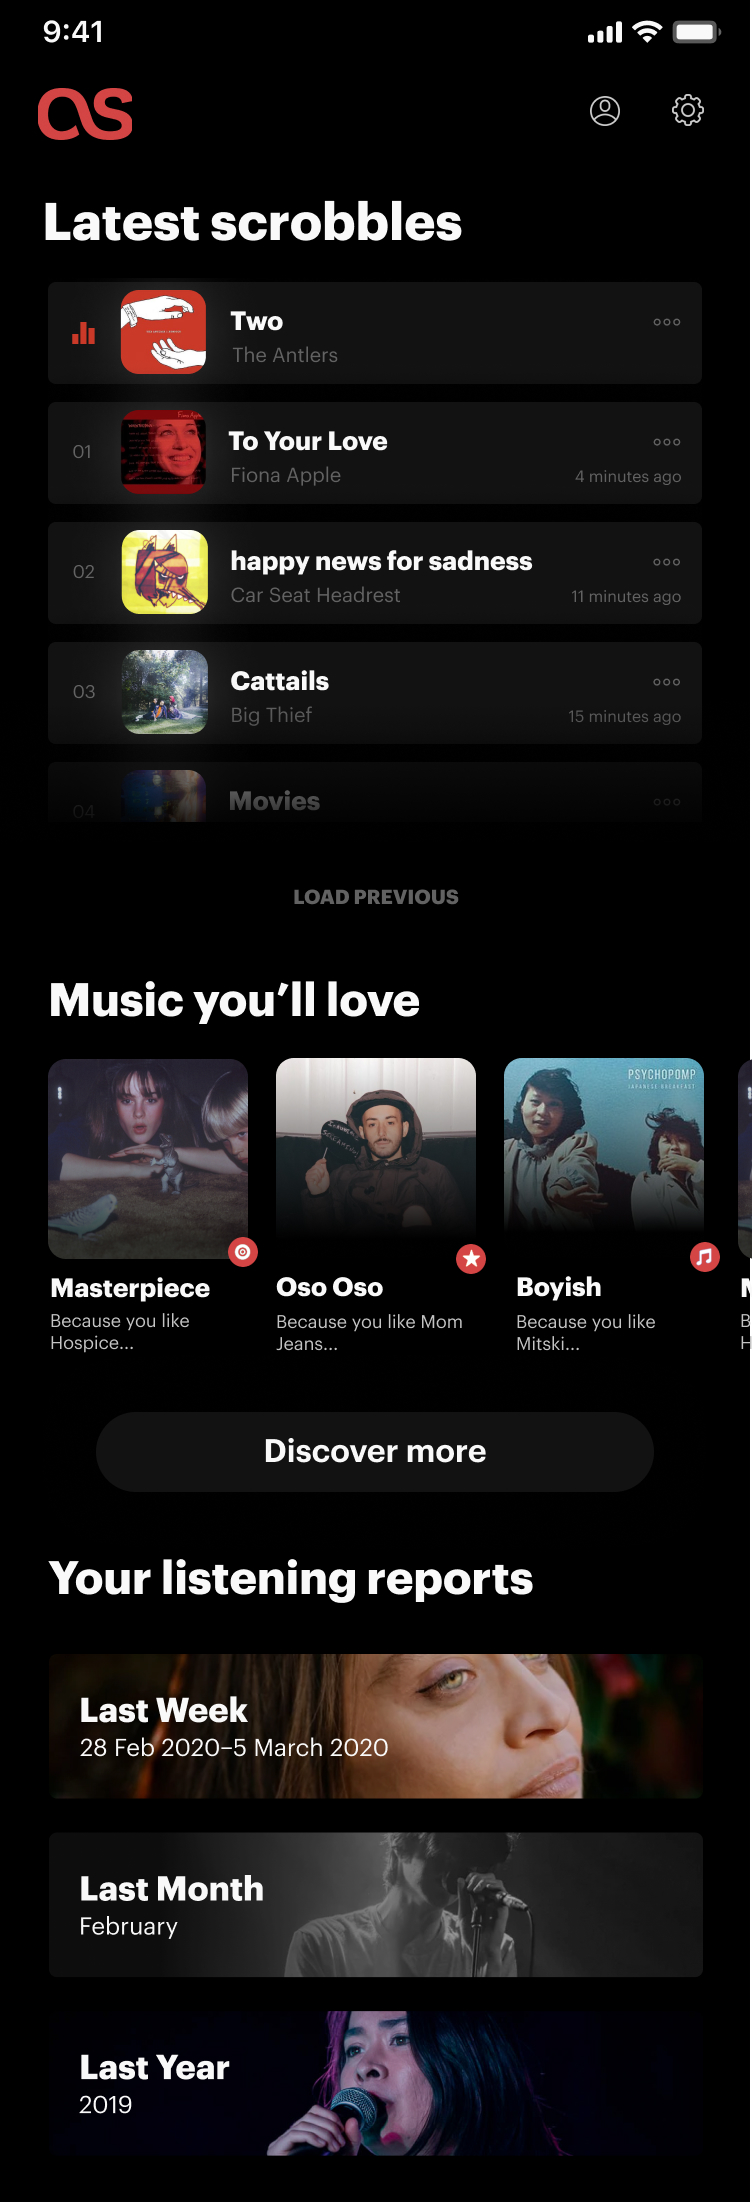 9:41
Latest scrobbles
Two
The Antlers
01
To Your Love
Fiona Apple
4 minutes ago
02
happy news for sadness
Car Seat Headrest
11 minutes ago
03
Cattails
Big Thief
15 minutes ago
04
Movies
LOAD PREVIOUS
Music you’ll love
PSYCHOPOMP
JAPANESE BREAKFAST
Masterpiece
Because you like
Hospice...
Oso Oso
Because you like Mom
Jeans...
Boyish
Because you like
Mitski...
Discover more
Your listening reports
Last Week
28 Feb 2020–5 March 2020
Last Month
February
Last Year
2019